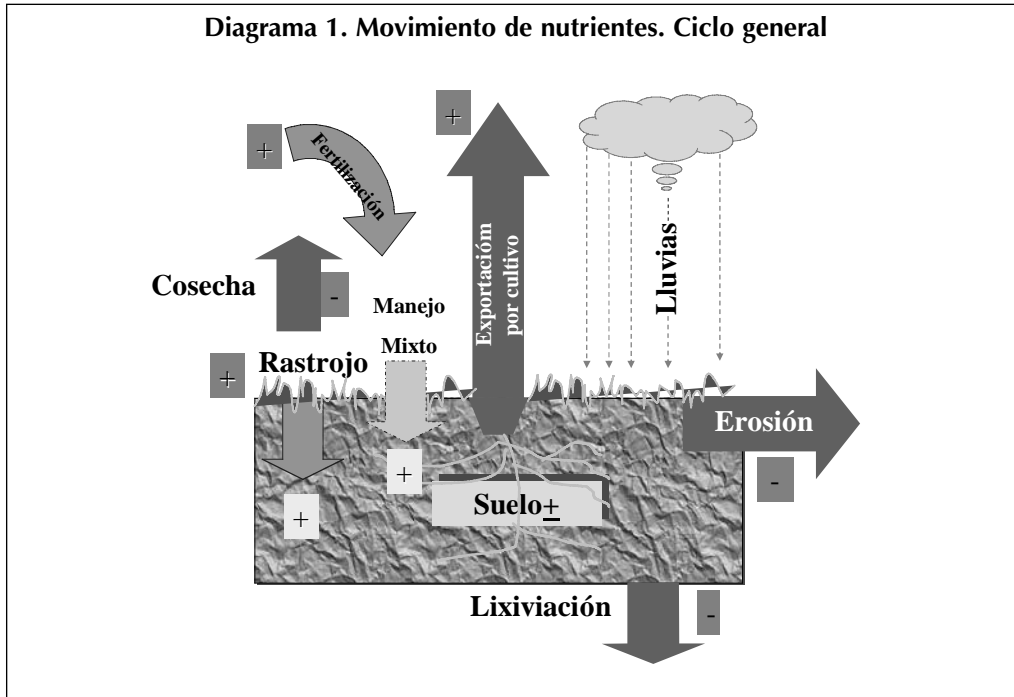 Diagrama 1. Movimiento de nutrientes. Ciclo general
+
Fertilización
+
Exportacióm
por cultivo
Lluvias
Cosecha
-
Manejo
Mixto
+
Rastrojo
Erosión
-
+
+
Suelo±
Lixiviación
-